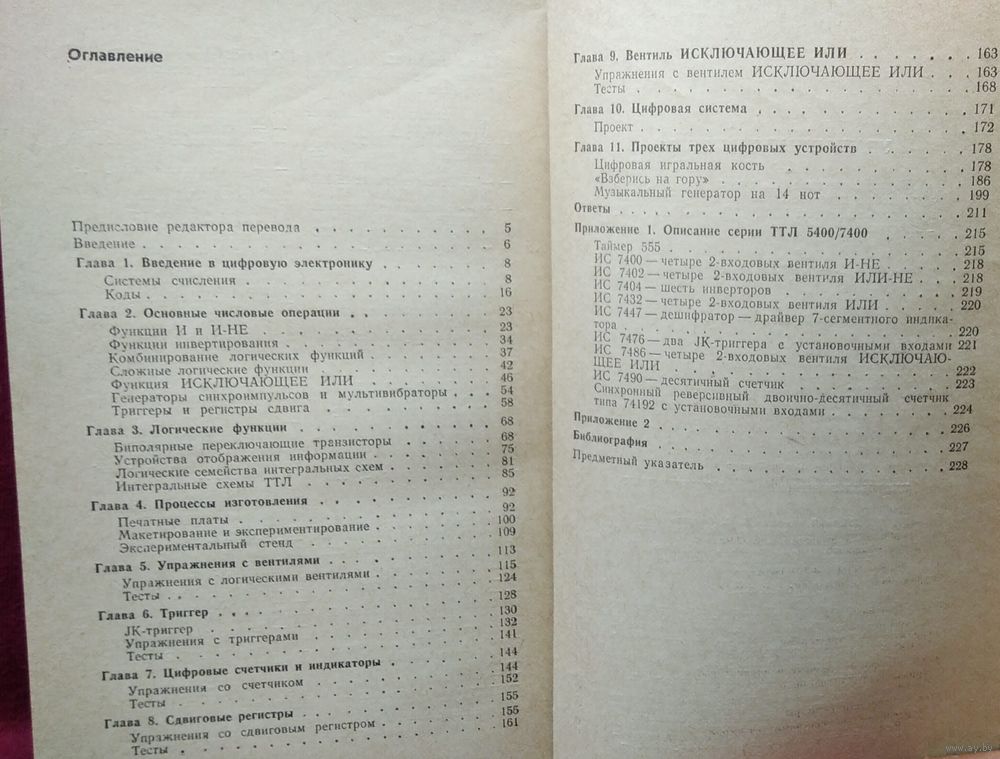 Оглавление
Предисловие редактора перевода . . . . . . . . . . 5
Введение . . . . . . . . . . . . . . . . . . 6
Глава 1. Введение в цифровую электронику . . . . . . . 8
Системы счисления . . . . . . . . . . . . . 8
Коды . . . . . . . . . . . . . . . . . . 16
Глава 2. Основные числовые операции . . . . . . . . 23
Функции И и И-НЕ . . . . . . . . . . . . 23
Функции инвертирования . . . . . . . . . . . 34
Комбинирование логических функций . . . . . . . 37
Сложные логические функции . . . . . . . . . 42
Функция ИСКЛЮЧАЮЩЕЕ ИЛИ . . . . . . . . 46
Генераторы синхроимпульсов и мультивибраторы . . . 54
Триггеры и регистры сдвига . . . . . . . . . . 58
Глава 3. Логические функции . . . . . . . . . . 68
Биполярные переключающие транзисторы . . . . . . 68
Устройства отображения информации . . . . . . . 75
Логические семейства интегральных схем . . . . . . 81
Интегральные схемы ТТЛ . . . . . . . . . . . 85
Глава 4. Процессы изготовления . . . . . . . . . 92
Печатные платы . . . . . . . . . . . . . . 92
Макетирование и экспериментирование . . . . . . . 100
Экспериментальный стенд . . . . . . . . . . . 109
Глава 5. Упражнения с вентилями . . . . . . . . . 113
Упражнения с логическими вентилями . . . . . . . 115
Тесты . . . . . . . . . . . . . . . . . 124
Глава 6. Триггер . . . . . . . . . . . . . . 128
JK-триггер . . . . . . . . . . . . . . . 130
Упражнения с триггерами . . . . . . . . . . . 132
Тесты . . . . . . . . . . . . . . . . . 141
Глава 7. Цифровые счетчики и индикаторы . . . . . . 144
Упражнения со счетчиком . . . . . . . . . . . 144
Тесты . . . . . . . . . . . . . . . . . 152
Глава 8. Сдвиговые регистры . . . . . . . . . . 155
Упражнения со сдвиговым регистром . . . . . . . 155
Тесты . . . . . . . . . . . . . . . . . 161
Глава 9. Вентиль ИСКЛЮЧАЮЩЕЕ ИЛИ . . . . . . . 163
Упражнения с вентилем ИСКЛЮЧАЮЩЕЕ ИЛИ . . . 163
Тесты . . . . . . . . . . . . . . . . . 168
Глава 10. Цифровая система . . . . . . . . . . . 171
Проект . . . . . . . . . . . . . . . . . 172
Глава 11. Проекты трех цифровых устройств . . . . . . 178
Цифровая игральная кость . . . . . . . . . . 178
«Взберись на гору» . . . . . . . . . . . . . 186
Музыкальный генератор на 14 нот . . . . . . . . 199
Ответы . . . . . . . . . . . . . . . . . . 211
Приложение 1. Описание серии ТТЛ 5400/7400 . . . . . 215
Таймер 555 . . . . . . . . . . . . . . . 215
ИС 7400 — четыре 2-входовых вентиля И-НЕ . . . . 218
ИС 7402 — четыре 2-входовых вентиля ИЛИ-НЕ . . . 218
ИС 7404 — шесть инверторов . . . . . . . . . 219
ИС 7432 — четыре 2-входовых вентиля ИЛИ . . . . 220
ИС 7447 — дешифратор — драйвер 7-сегментного индика-
тора . . . . . . . . . . . . . . . . . . 220
ИС 7476 — два JK-триггера с установочными входами 221
ИС 7486 — четыре 2-входовых вентиля ИСКЛЮЧАЮ-
ЩЕЕ ИЛИ . . . . . . . . . . . . . . . 222
ИС 7490 — десятичный счетчик . . . . . . . . . 223
Синхронный реверсивный двоично-десятичный счетчик
типа 74192 с установочными входами . . . . . . . 224
Приложение 2 . . . . . . . . . . . . . . . . 226
Библиография . . . . . . . . . . . . . . . . 227
Предметный указатель . . . . . . . . . . . . . 228
www.ay.by